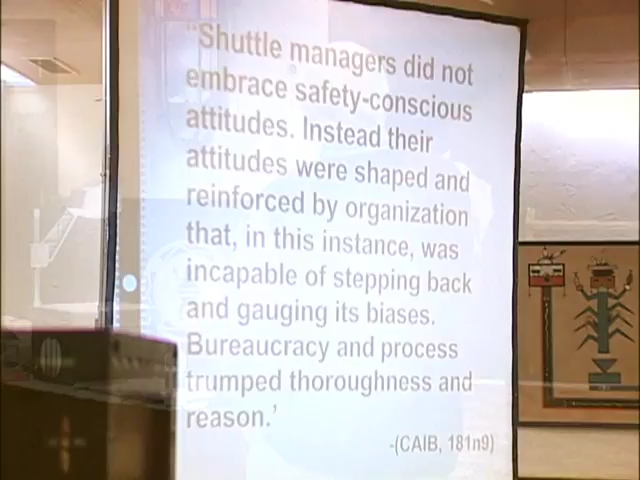 “Shuttle managers did not
embrace safety-conscious
attitudes. Instead their
attitudes were shaped and
reinforced by organization
that, in this instance, was
incapable of stepping back
and gauging its biases.
Bureaucracy and process
trumped thoroughness and
reason.’
-(CAIB, 181n9)